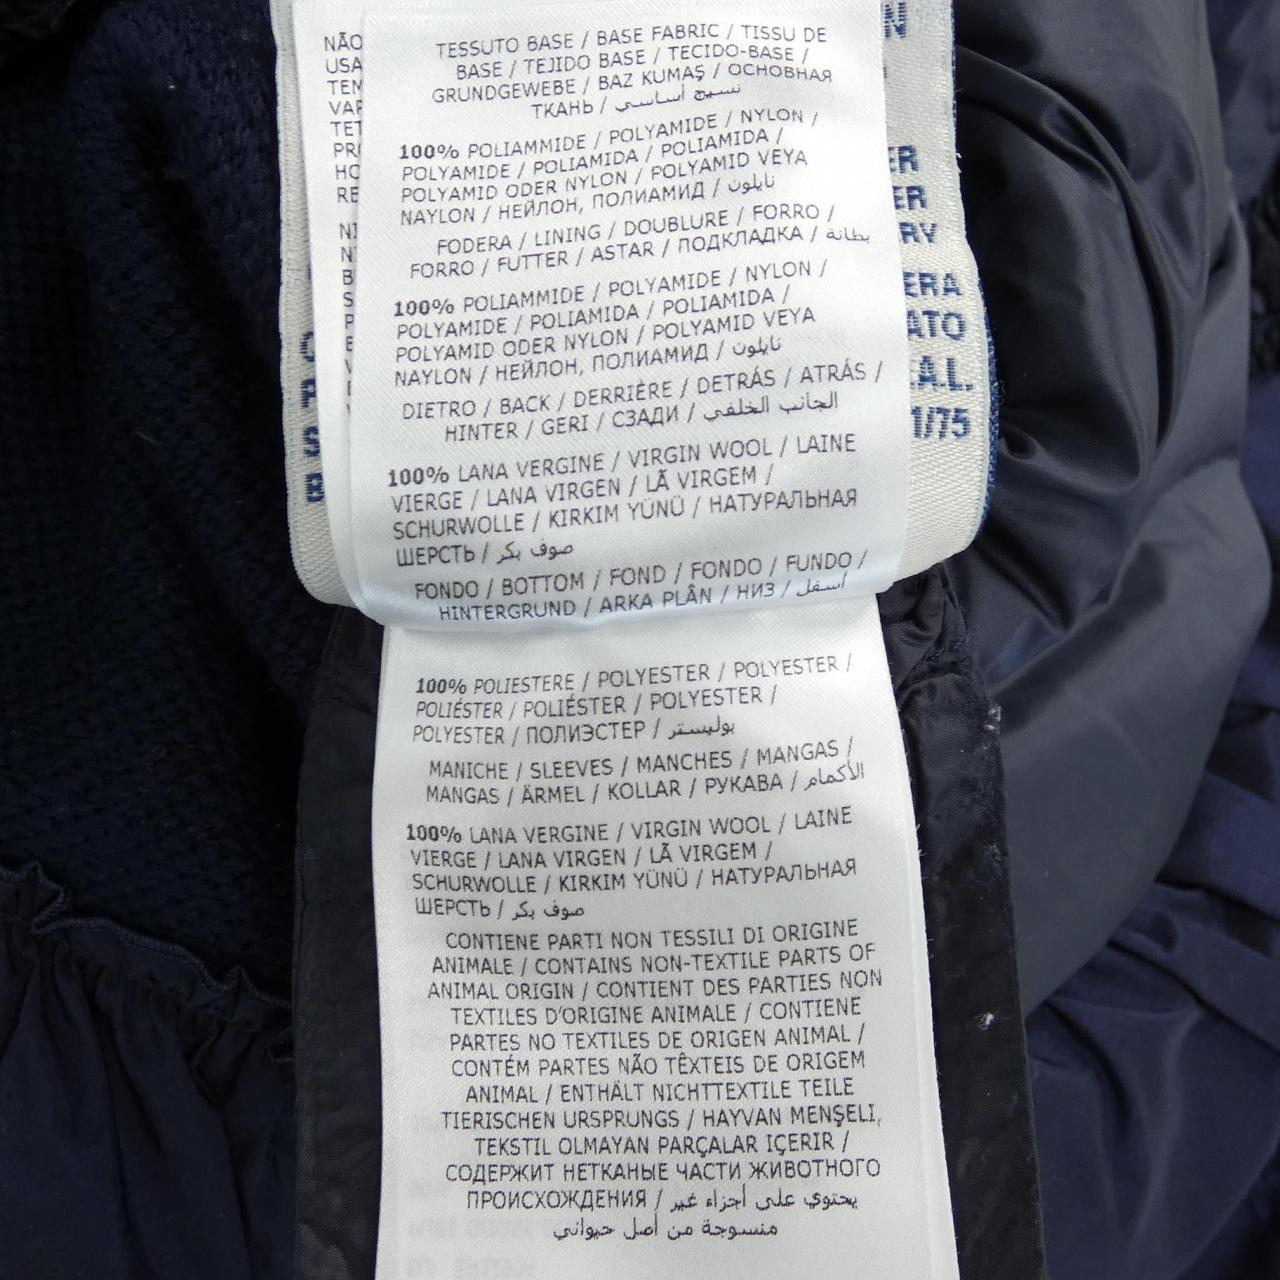 TESSUTO BASE / BASE FABRIC / TISSU DE
BASE / TEJIDO BASE / TECIDO-BASE /
GRUNDGEWEBE / BAZ KUMAŞ / ОСНОВНАЯ
ТКАНЬ / نسيج أساسي
100% POLIAMMIDE / POLYAMIDE / NYLON /
POLYAMIDE / POLIAMIDA / POLIAMIDA /
POLYAMID ODER NYLON / POLYAMID VEYA
NAYLON / НЕЙЛОН, ПОЛИАМИД / نايلون
FODERA / LINING / DOUBLURE / FORRO /
FORRO / FUTTER / ASTAR / ПОДКЛАДКА / بطانة
100% POLIAMMIDE / POLYAMIDE / NYLON /
POLYAMIDE / POLIAMIDA / POLIAMIDA /
POLYAMID ODER NYLON / POLYAMID VEYA
NAYLON / НЕЙЛОН, ПОЛИАМИД / نايلون
DIETRO / BACK / DERRIÈRE / DETRÁS / ATRÁS /
HINTER / GERI / СЗАДИ / الجانب الخلفي
100% LANA VERGINE / VIRGIN WOOL / LAINE
VIERGE / LANA VIRGEN / LÃ VIRGEM /
SCHURWOLLE / KIRKIM YÜNÜ / НАТУРАЛЬНАЯ
ШЕРСТЬ / صوف بكر
FONDO / BOTTOM / FOND / FONDO / FUNDO /
HINTERGRUND / ARKA PLÂN / НИЗ / أسفل
100% POLIESTERE / POLYESTER / POLYESTER /
POLIÉSTER / POLIÉSTER / POLYESTER /
POLYESTER / ПОЛИЭСТЕР / بوليستر
MANICHE / SLEEVES / MANCHES / MANGAS /
MANGAS / ÄRMEL / KOLLAR / РУКАВА / الأكمام
100% LANA VERGINE / VIRGIN WOOL / LAINE
VIERGE / LANA VIRGEN / LÃ VIRGEM /
SCHURWOLLE / KIRKIM YÜNÜ / НАТУРАЛЬНАЯ
ШЕРСТЬ / صوف بكر
CONTIENE PARTI NON TESSILI DI ORIGINE
ANIMALE / CONTAINS NON-TEXTILE PARTS OF
ANIMAL ORIGIN / CONTIENT DES PARTIES NON
TEXTILES D'ORIGINE ANIMALE / CONTIENE
PARTES NO TEXTILES DE ORIGEN ANIMAL /
CONTÉM PARTES NÃO TÊXTEIS DE ORIGEM
ANIMAL / ENTHÄLT NICHTTEXTILE TEILE
TIERISCHEN URSPRUNGS / HAYVAN MENŞELI,
TEKSTIL OLMAYAN PARÇALAR IÇERIR /
СОДЕРЖИТ НЕТКАНЫЕ ЧАСТИ ЖИВОТНОГО
ПРОИСХОЖДЕНИЯ / يحتوي على أجزاء غير
منسوجة من أصل حيواني
NÃO
USA
TEM
ERA
ATO
.A.L.
1/75